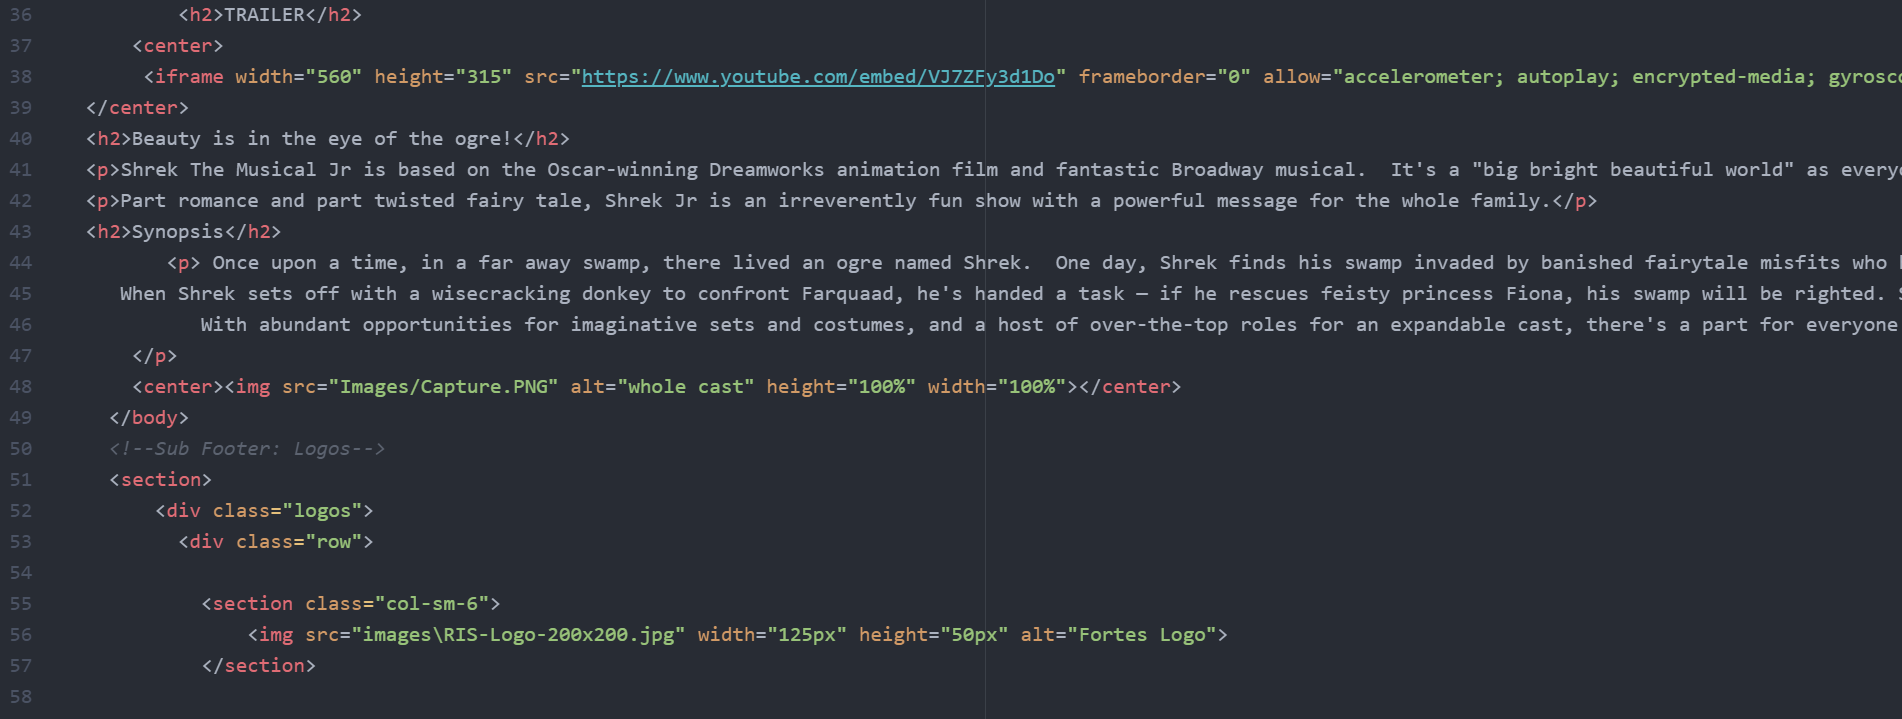 36 <h2>TRAILER</h2>
37 <center>
38 <iframe width="560" height="315" src="https://www.youtube.com/embed/VJ7ZFy3d1Do" frameborder="0" allow="accelerometer; autoplay; encrypted-media; gyrosc
39 </center>
40 <h2>Beauty is in the eye of the ogre!</h2>
41 <p>Shrek The Musical Jr is based on the Oscar-winning Dreamworks animation film and fantastic Broadway musical.  It's a "big bright beautiful world" as every
42 <p>Part romance and part twisted fairy tale, Shrek Jr is an irreverently fun show with a powerful message for the whole family.</p>
43 <h2>Synopsis</h2>
44 <p> Once upon a time, in a far away swamp, there lived an ogre named Shrek.  One day, Shrek finds his swamp invaded by banished fairytale misfits who
45 When Shrek sets off with a wisecracking donkey to confront Farquaad, he's handed a task — if he rescues feisty princess Fiona, his swamp will be righted.
46 With abundant opportunities for imaginative sets and costumes, and a host of over-the-top roles for an expandable cast, there's a part for everyone
47 </p>
48 <center><img src="Images/Capture.PNG" alt="whole cast" height="100%" width="100%"></center>
49 </body>
50 <!--Sub Footer: Logos-->
51 <section>
52 <div class="logos">
53 <div class="row">
54
55 <section class="col-sm-6">
56 <img src="images\RIS-Logo-200x200.jpg" width="125px" height="50px" alt="Fortes Logo">
57 </section>
58